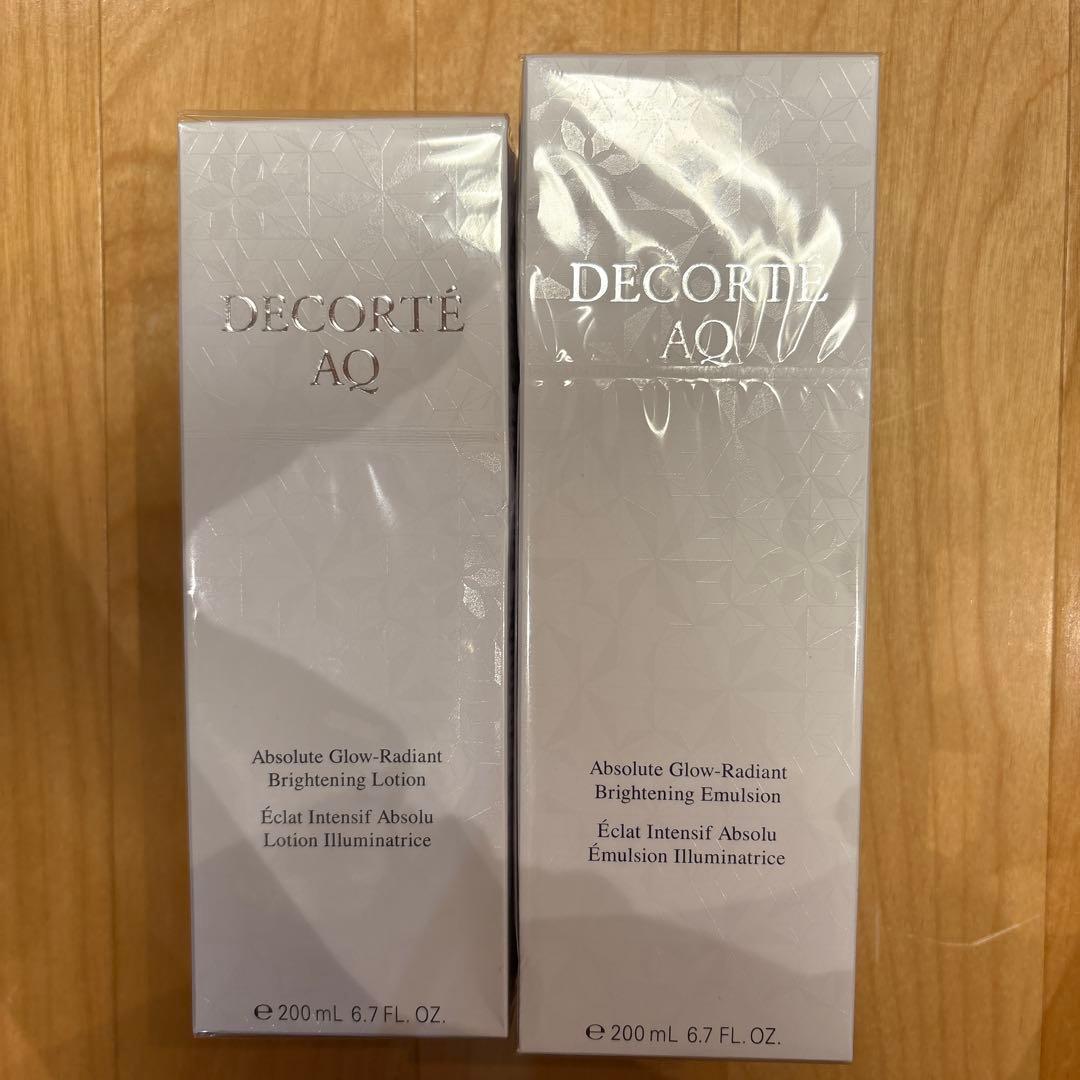 DECORTÉ
AQ
Absolute Glow-Radiant
Brightening Lotion
Éclat Intensif Absolu
Lotion Illuminatrice
℮ 200 mL 6.7 FL. OZ.
DECORTÉ
AQ
Absolute Glow-Radiant
Brightening Emulsion
Éclat Intensif Absolu
Émulsion Illuminatrice
℮ 200 mL 6.7 FL. OZ.